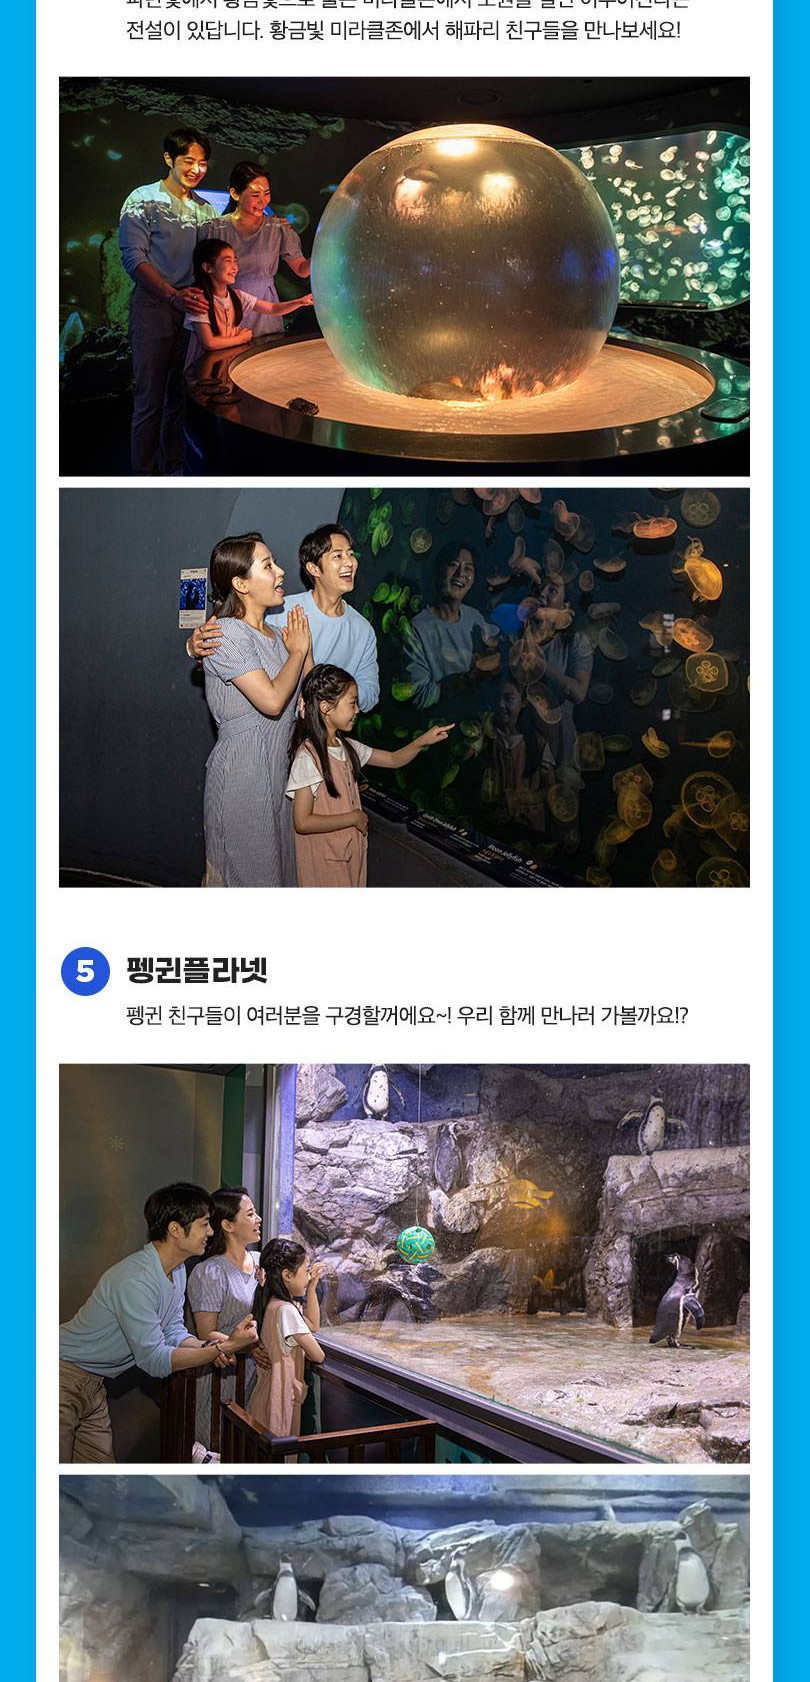 전설이 있답니다. 황금빛 미라클존에서 해파리 친구들을 만나보세요!
Moon Jellyfish
5 펭귄플라넷
펭귄 친구들이 여러분을 구경할꺼에요~! 우리 함께 만나러 가볼까요!?